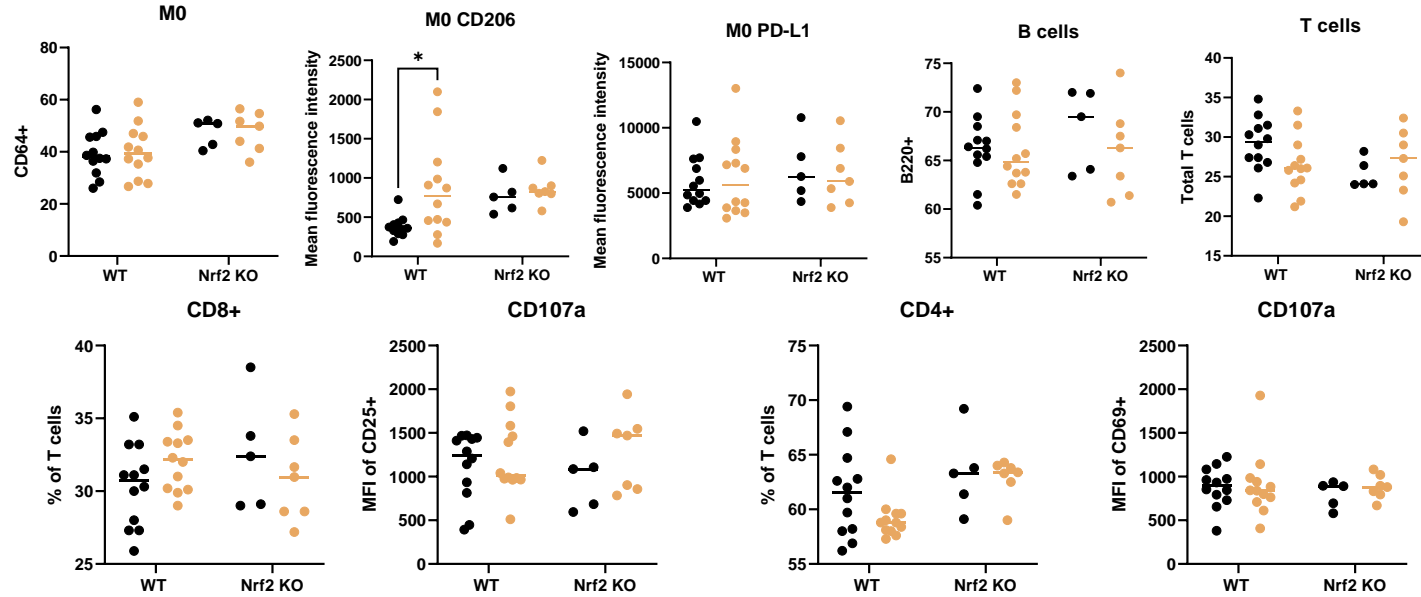 M0
CD64+
80
60
40
20
0
WT
Nrf2 KO
M0 CD206
Mean fluorescence intensity
2500
2000
1500
1000
500
0
*
WT
Nrf2 KO
M0 PD-L1
Mean fluorescence intensity
15000
10000
5000
0
WT
Nrf2 KO
B cells
B220+
75
70
65
60
55
WT
Nrf2 KO
T cells
Total T cells
40
35
30
25
20
15
WT
Nrf2 KO
CD8+
% of T cells
40
35
30
25
WT
Nrf2 KO
CD107a
MFI of CD25+
2500
2000
1500
1000
500
0
WT
Nrf2 KO
CD4+
% of T cells
75
70
65
60
55
WT
Nrf2 KO
CD107a
MFI of CD69+
2500
2000
1500
1000
500
0
WT
Nrf2 KO